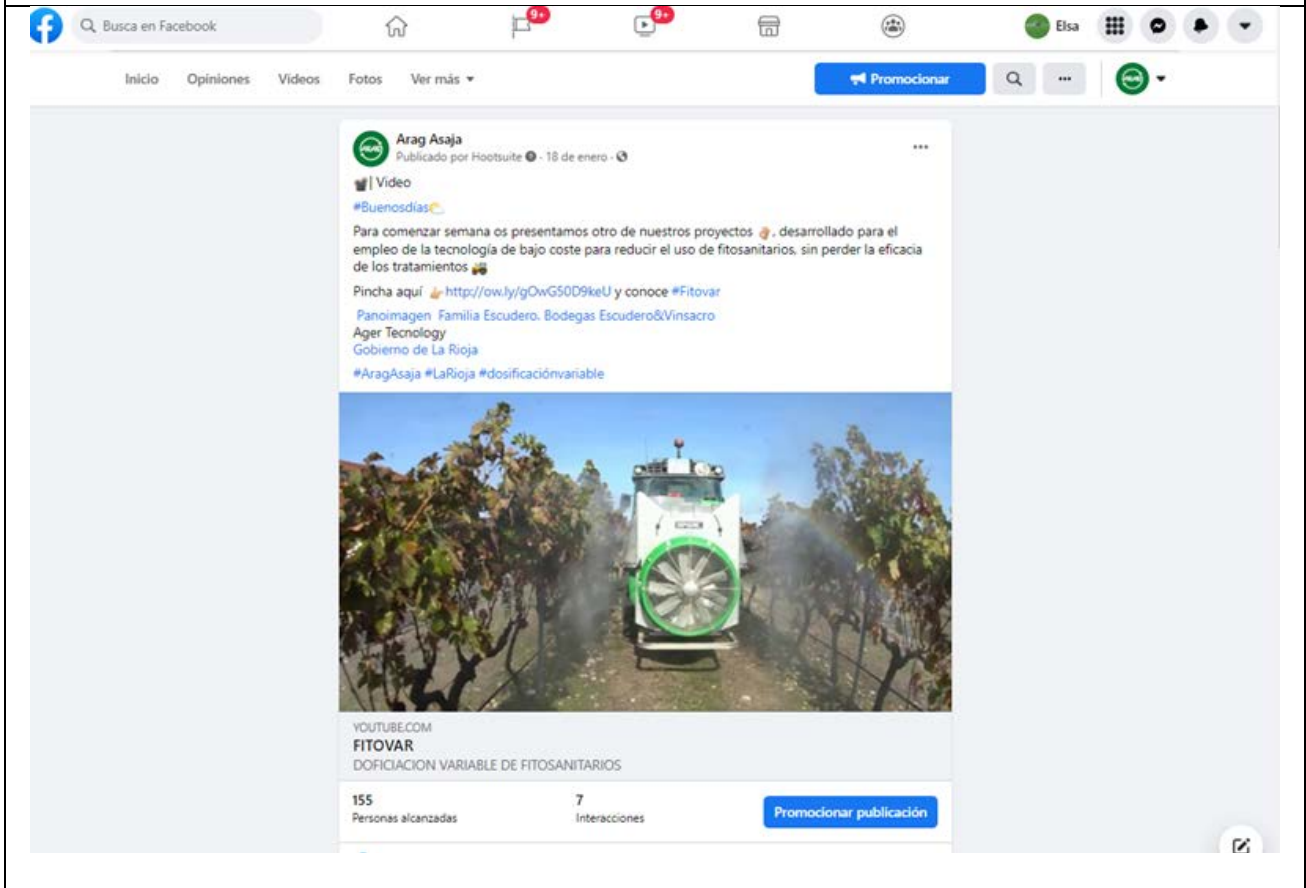 Busca en Facebook
9+
9+
Elsa
Inicio Opiniones Vídeos Fotos Ver más
Promocionar
Arag Asaja
Publicado por Hootsuite · 18 de enero ·
| Video
#Buenosdías
Para comenzar semana os presentamos otro de nuestros proyectos , desarrollado para el
empleo de la tecnología de bajo coste para reducir el uso de fitosanitarios, sin perder la eficacia
de los tratamientos
Pincha aquí http://ow.ly/gOwG50D9keU y conoce #Fitovar
Panoimagen Familia Escudero. Bodegas Escudero&Vinsacro
Ager Tecnology
Gobierno de La Rioja
#AragAsaja #LaRioja #dosificaciónvariable
YOUTUBE.COM
FITOVAR
DOFICIACION VARIABLE DE FITOSANITARIOS
155
Personas alcanzadas
7
Interacciones
Promocionar publicación